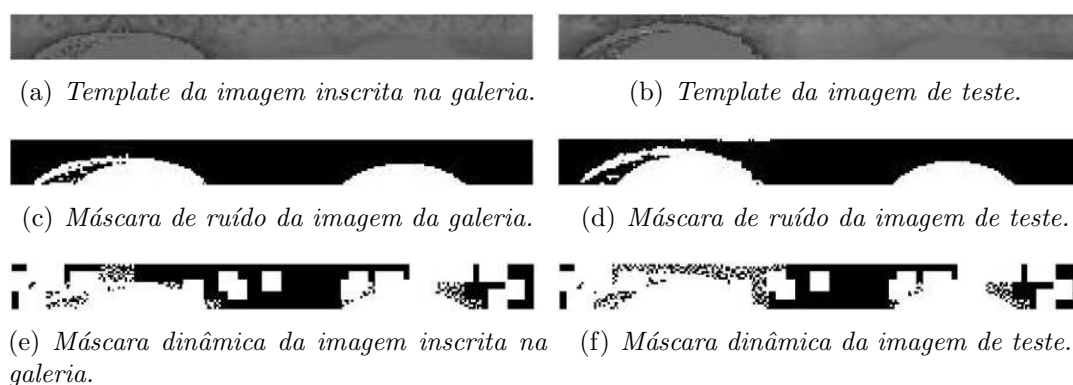 (a) Template da imagem inscrita na galeria.
(b) Template da imagem de teste.
(c) Máscara de ruído da imagem da galeria.
(d) Máscara de ruído da imagem de teste.
(e) Máscara dinâmica da imagem inscrita na
galeria.
(f) Máscara dinâmica da imagem de teste.